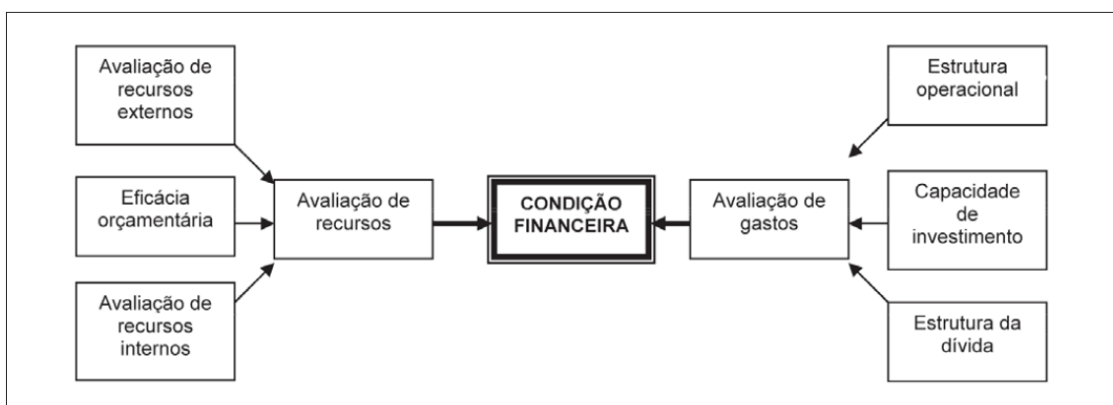 Avaliação de
recursos
externos
Eficácia
orçamentária
Avaliação de
recursos
internos
Avaliação de
recursos
CONDIÇÃO
FINANCEIRA
Avaliação de
gastos
Estrutura
operacional
Capacidade
de
investimento
Estrutura da
dívida